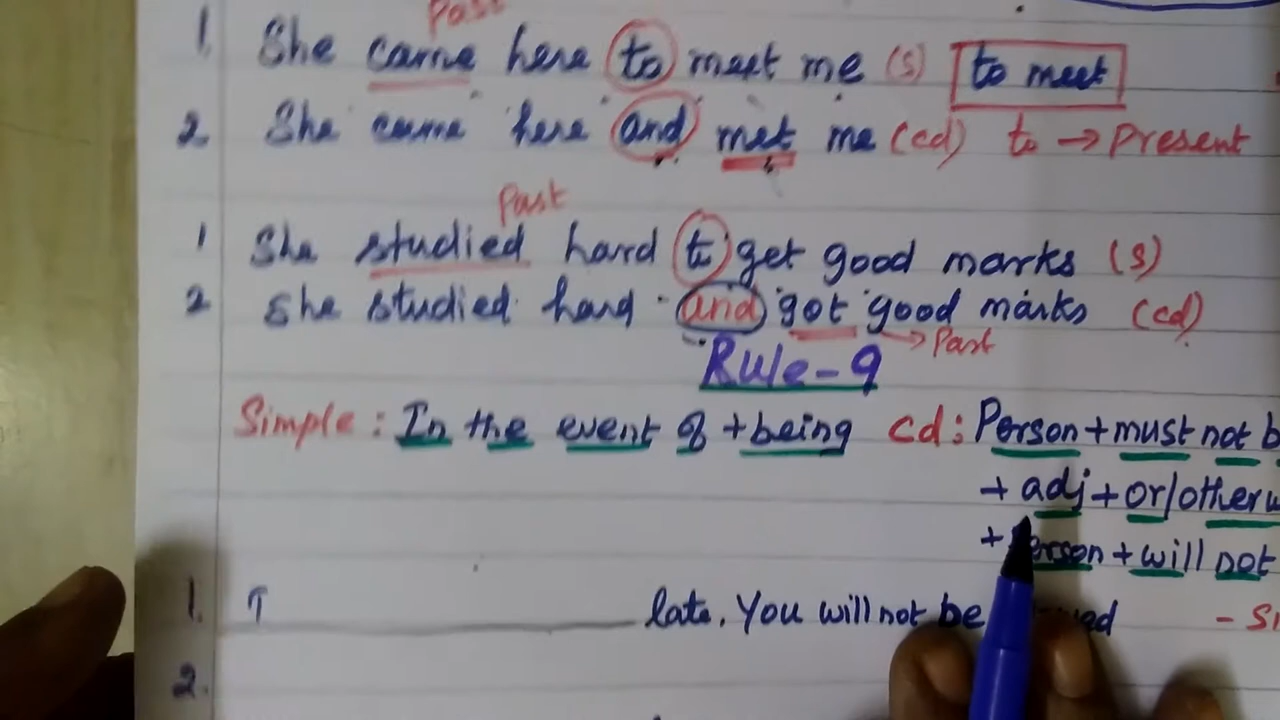 Past
1. She came here to meet me (s) to meet
2 She came here and met me (cd) to → Present
Past
1 She studied hard to get good marks (s)
2 She studied hard and got good marks (cd)
→ Past
Rule-9
Simple: In the event of +being cd: Person + must not b
+ adj + or/otherw
+ Person + will not
1. I late. You will not be - Si
2.